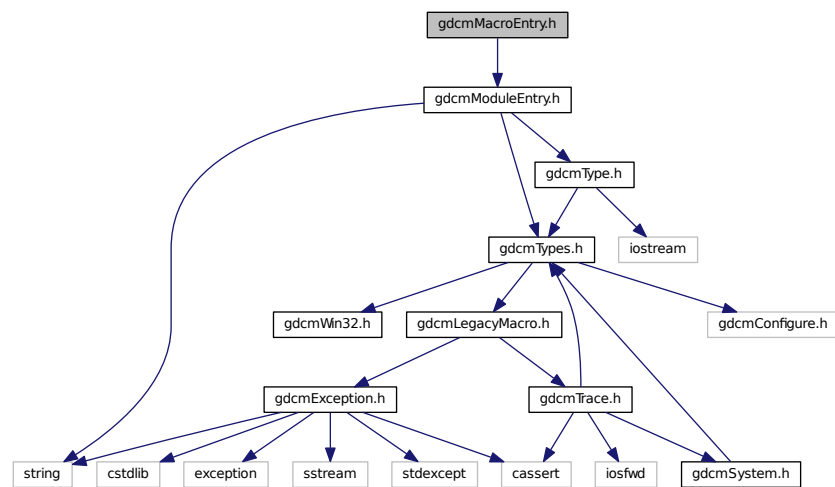 gdcmMacroEntry.h
gdcmModuleEntry.h
gdcmType.h
gdcmTypes.h
iostream
gdcmWin32.h
gdcmLegacyMacro.h
gdcmConfigure.h
gdcmException.h
gdcmTrace.h
string
cstdlib
exception
sstream
stdexcept
cassert
iosfwd
gdcmSystem.h